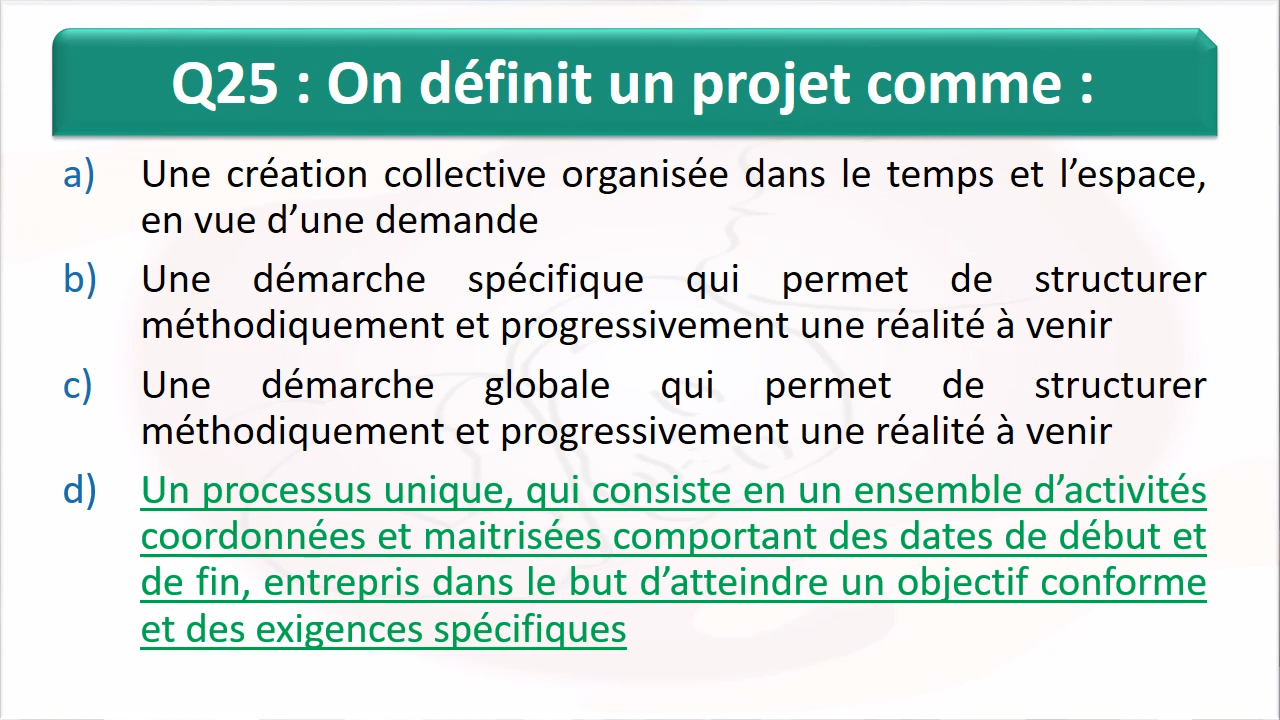 Q25 : On définit un projet comme :
a) Une création collective organisée dans le temps et l’espace,
en vue d’une demande
b) Une démarche spécifique qui permet de structurer
méthodiquement et progressivement une réalité à venir
c) Une démarche globale qui permet de structurer
méthodiquement et progressivement une réalité à venir
d) Un processus unique, qui consiste en un ensemble d’activités
coordonnées et maitrisées comportant des dates de début et
de fin, entrepris dans le but d’atteindre un objectif conforme
et des exigences spécifiques